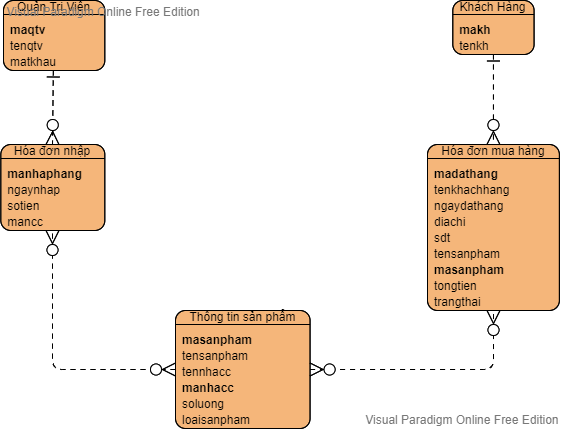 Quản Trị Viên
Visual Paradigm Online Free Edition
maqtv
tenqtv
matkhau
Khách Hàng
makh
tenkh
Hóa đơn nhập
manhaphang
ngaynhap
sotien
mancc
Hóa đơn mua hàng
madathang
tenkhachhang
ngaydathang
diachi
sdt
tensanpham
masanpham
tongtien
trangthai
Thông tin sản phẩm
masanpham
tensanpham
tennhacc
manhacc
soluong
loaisanpham
Visual Paradigm Online Free Edition